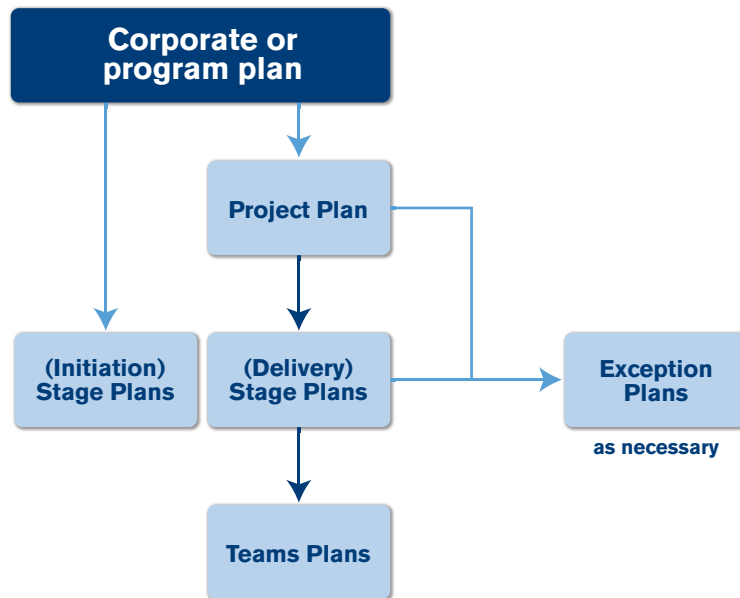 Corporate or
program plan
Project Plan
(Initiation)
Stage Plans
(Delivery)
Stage Plans
Exception
Plans
as necessary
Teams Plans